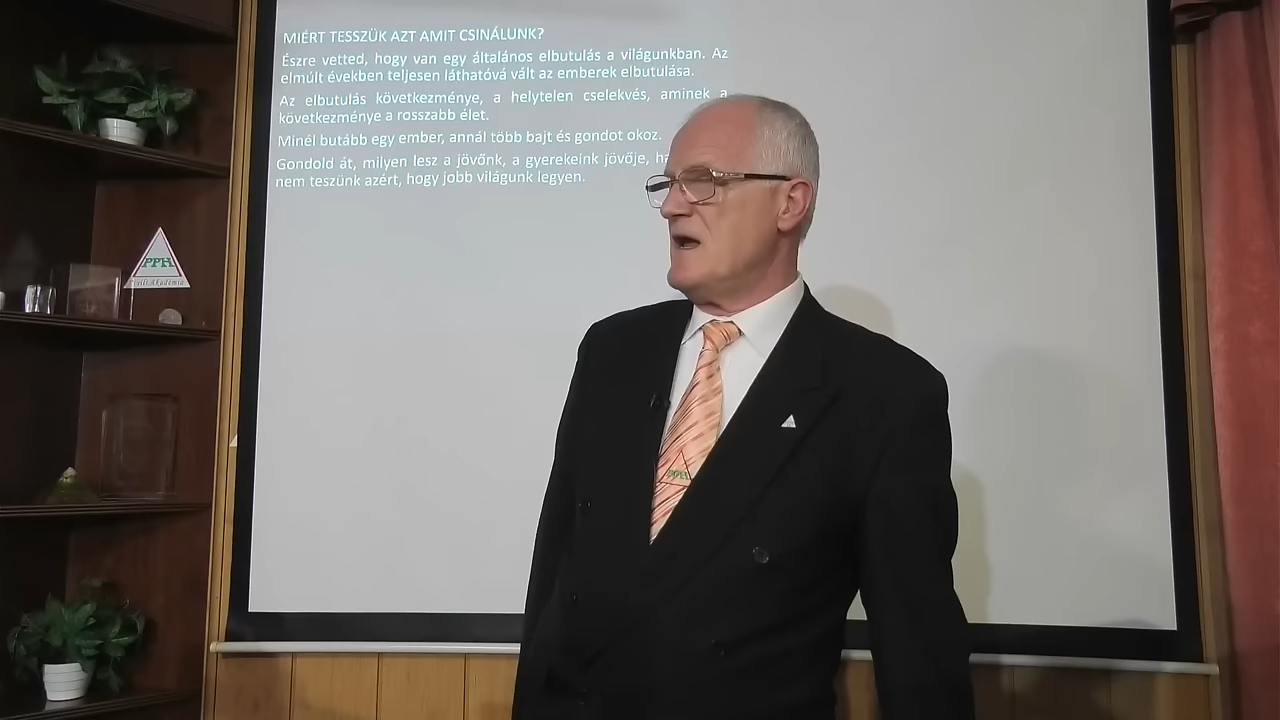 MIÉRT TESSZÜK AZT AMIT CSINÁLUNK?
Észre vetted, hogy van egy általános elbutulás a világunkban. Az
elmúlt években teljesen láthatóvá vált az emberek elbutulása.
Az elbutulás következménye, a helytelen cselekvés, aminek a
következménye a rosszabb élet.
Minél butább egy ember, annál több bajt és gondot okoz.
Gondold át, milyen lesz a jövőnk, a gyerekeink jövője, ha
nem teszünk azért, hogy jobb világunk legyen.
PPH
Akadémia
PPH